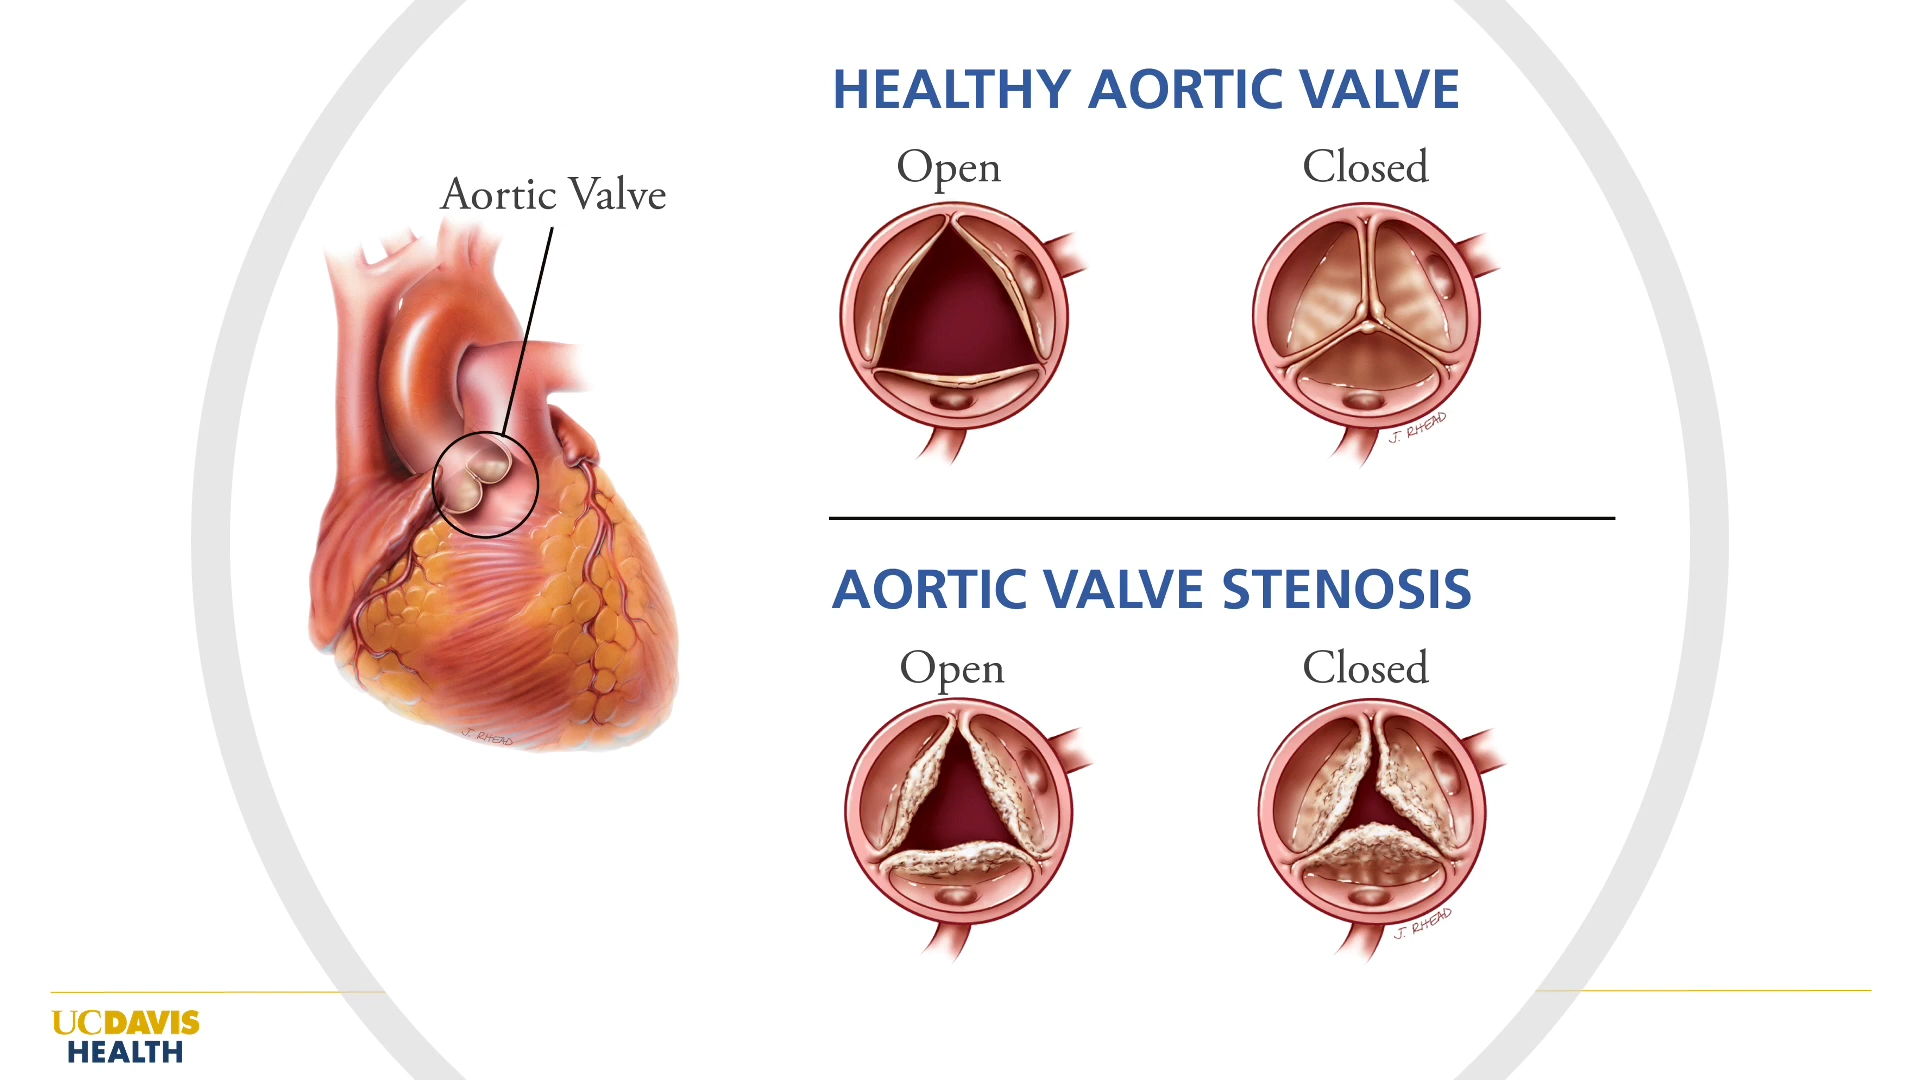 HEALTHY AORTIC VALVE
Open
Closed
Aortic Valve
J. RHEAD
AORTIC VALVE STENOSIS
Open
Closed
J. RHEAD
J. RHEAD
UCDAVIS
HEALTH